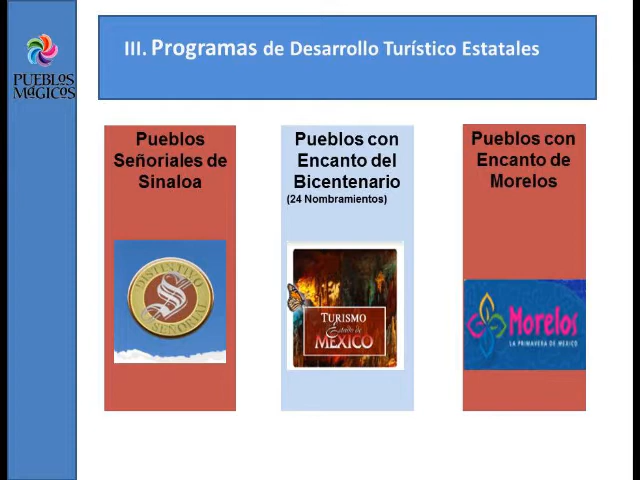 PUEBLOS
MÁGICOS
III. Programas de Desarrollo Turístico Estatales
Pueblos
Señoriales de
Sinaloa
DISTINTIVO
S
SEÑORIAL
Pueblos con
Encanto del
Bicentenario
(24 Nombramientos)
TURISMO
Estado de
MÉXICO
Pueblos con
Encanto de
Morelos
Morelos
LA PRIMAVERA DE MÉXICO